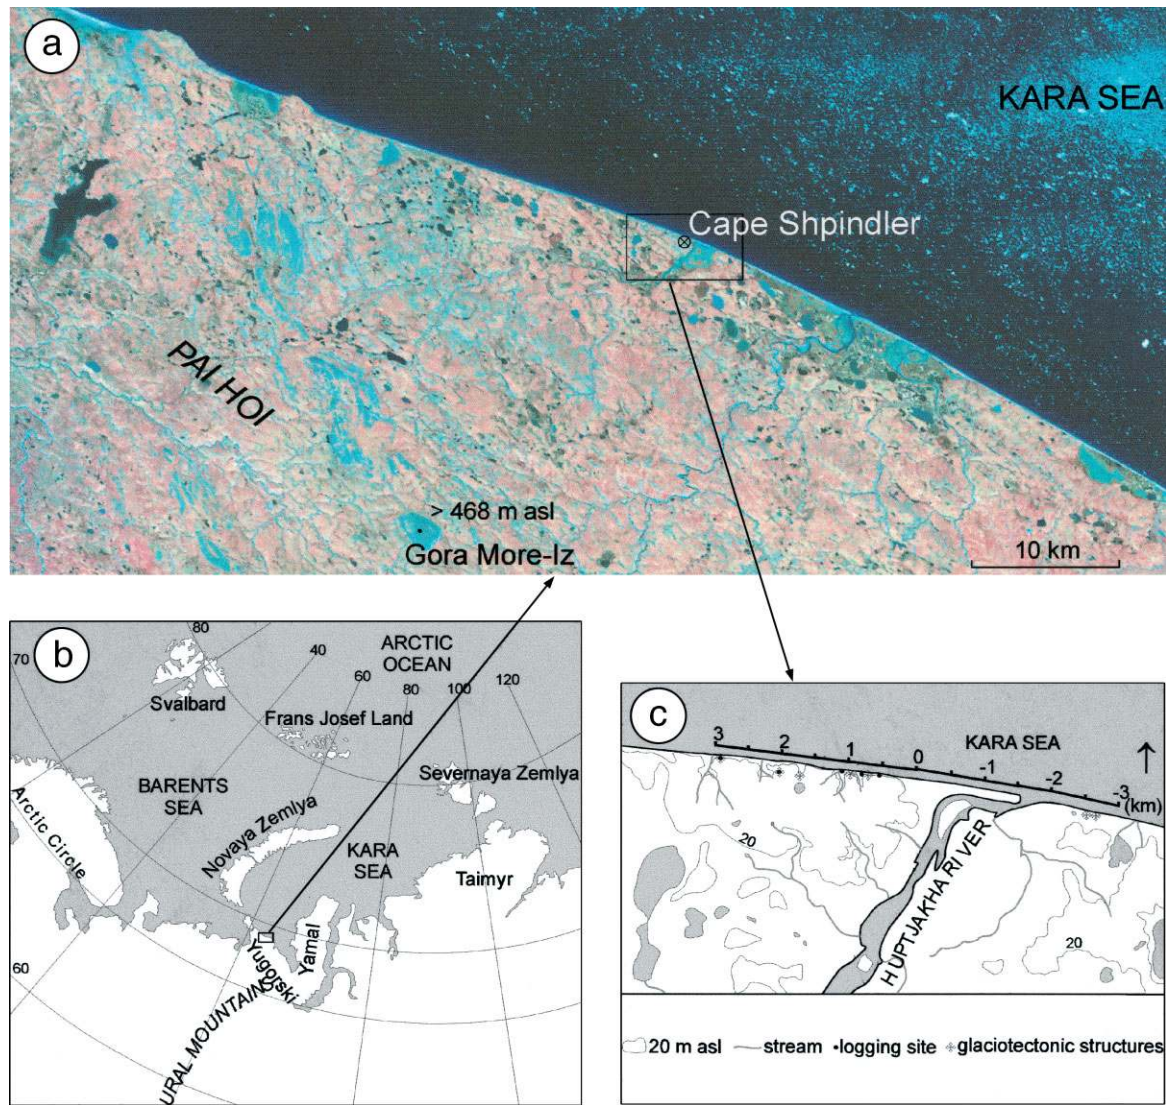 a
KARA SEA
Cape Shpindler
PAI HOI
> 468 m asl
Gora More-Iz
10 km
b
80
70
40
ARCTIC
OCEAN
60
80
100
120
Svalbard
Frans Josef Land
BARENTS
SEA
Severnaya Zemlya
Arctic Circle
Novaya Zemlya
KARA
SEA
Taimyr
Yamal
Yugorski
60
URAL MOUNTAINS
c
3
2
1
0
-1
-2
-3
KARA SEA
(km)
20
HUPTJAKHA RIVER
20
20 m asl
stream
logging site
glaciotectonic structures